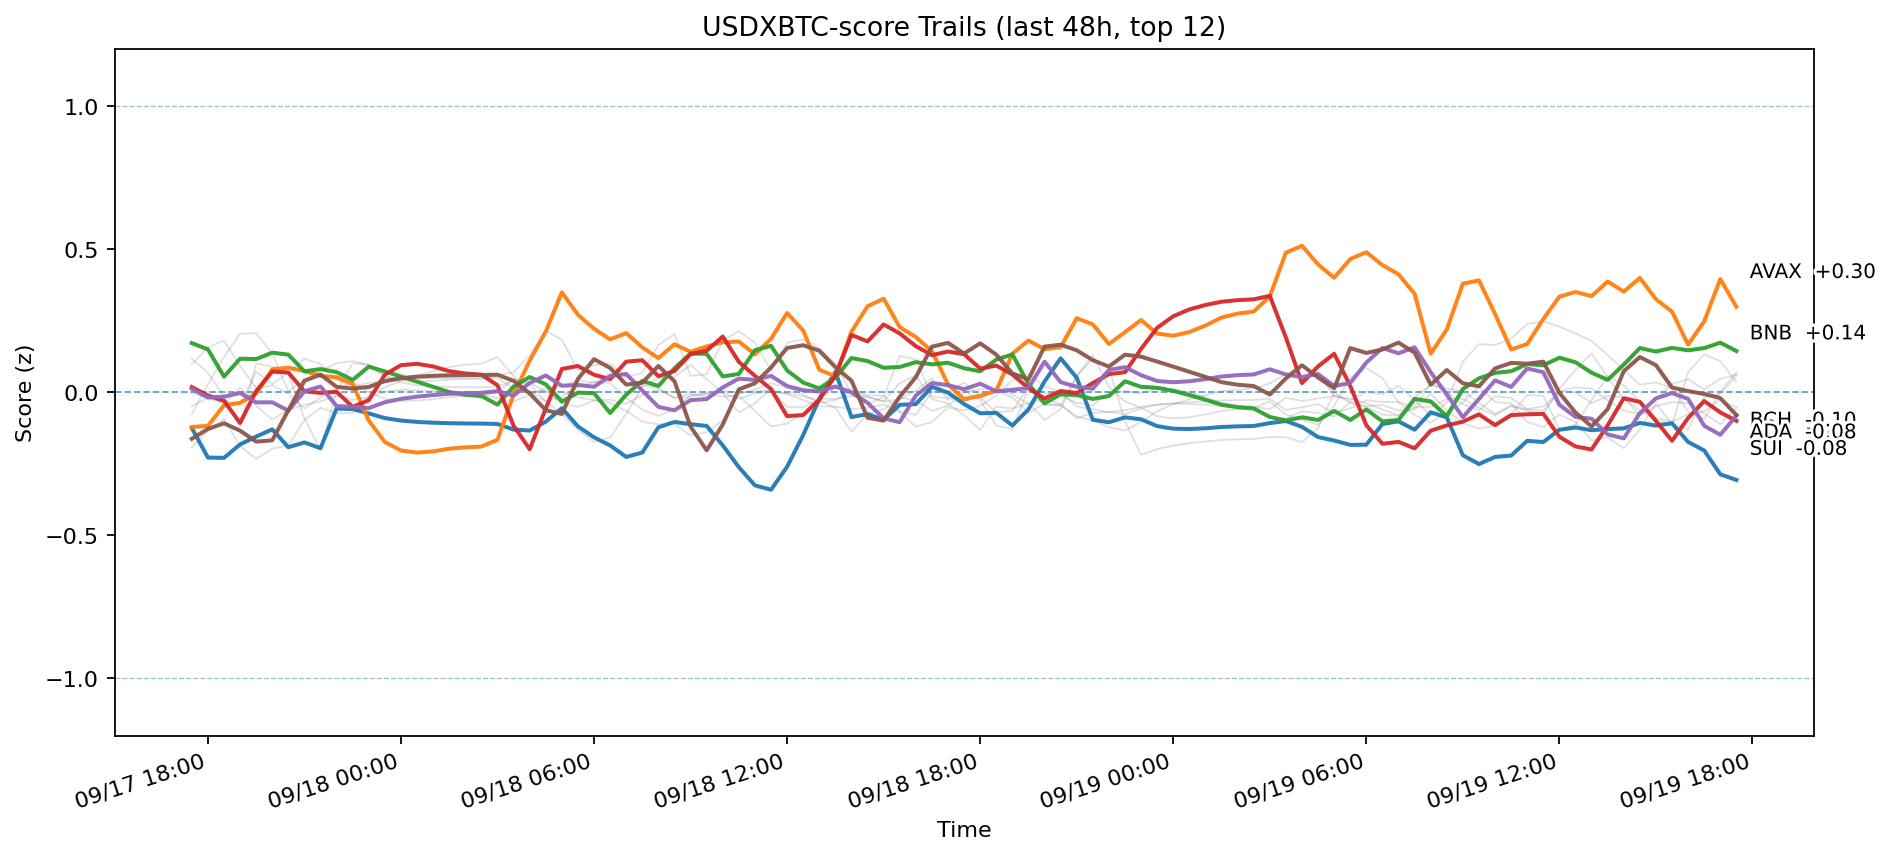 USDXBTC-score Trails (last 48h, top 12)
Score (z)
1.0
0.5
0.0
−0.5
−1.0
AVAX +0.30
BNB +0.14
BCH -0.10
ADA -0.08
SUI -0.08
09/17 18:00
09/18 00:00
09/18 06:00
09/18 12:00
09/18 18:00
09/19 00:00
09/19 06:00
09/19 12:00
09/19 18:00
Time